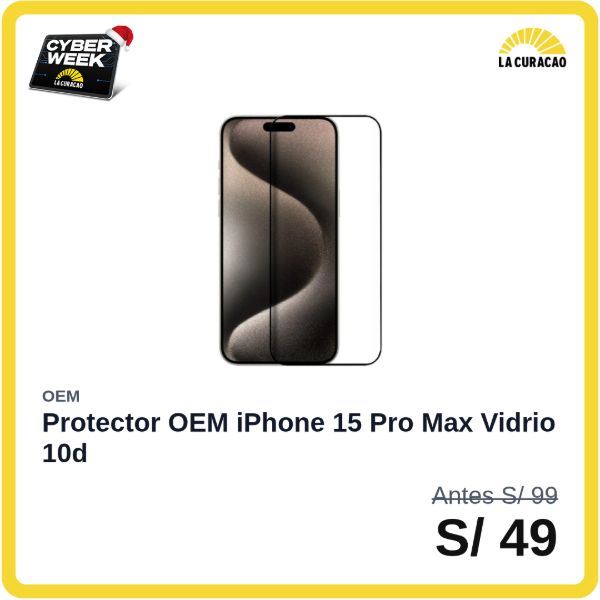 CYBER
WEEK
LA CURACAO
LA CURACAO
OEM
Protector OEM iPhone 15 Pro Max Vidrio
10d
Antes S/ 99
S/ 49